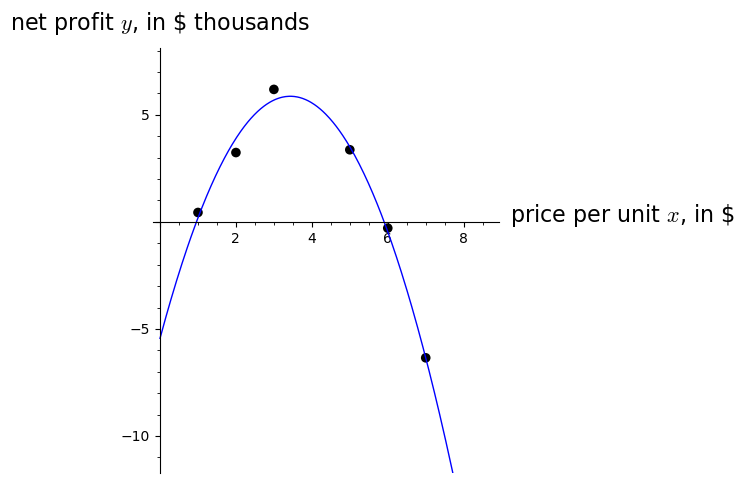 net profit y, in $ thousands
5
price per unit x, in $
2 4 6 8
−5
−10